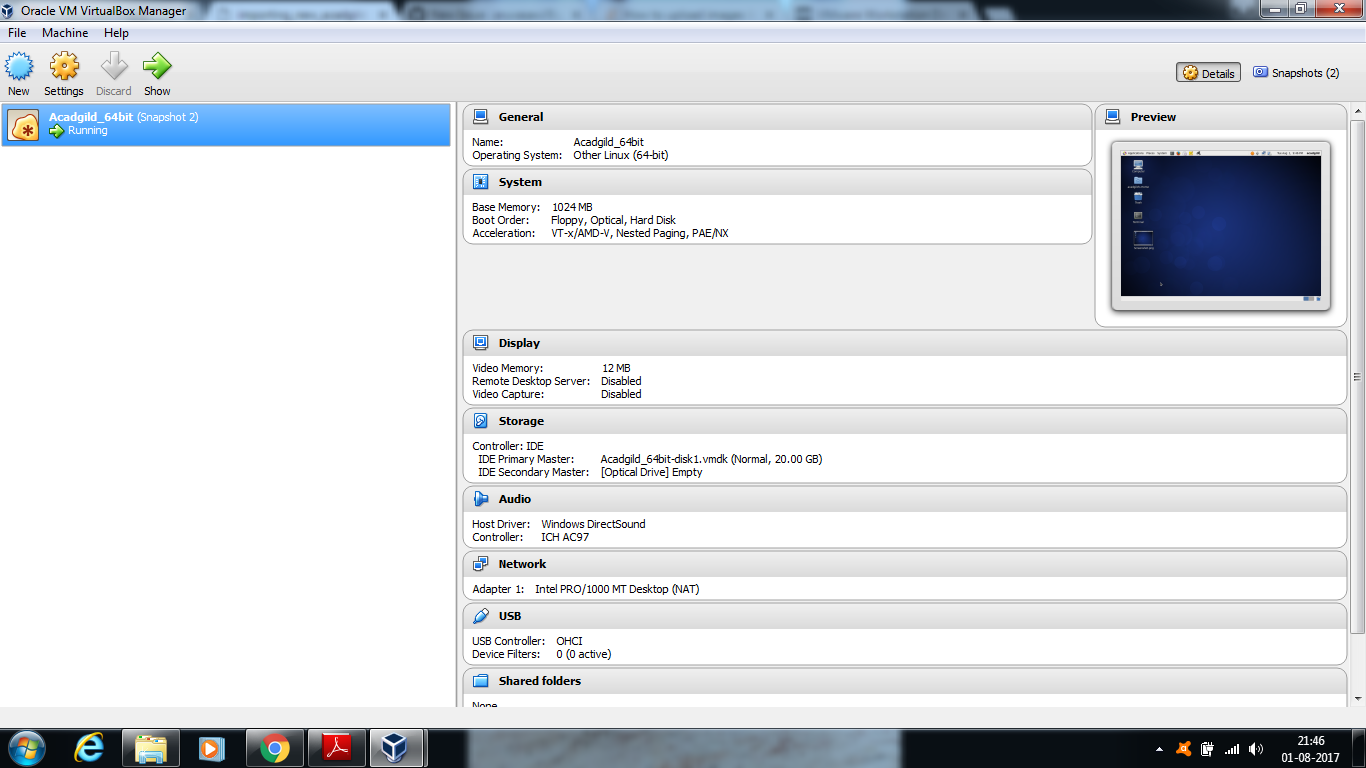 Oracle VM VirtualBox Manager
File Machine Help
New Settings Discard Show
Details Snapshots (2)
Acadgild_64bit (Snapshot 2)
Running
General
Name: Acadgild_64bit
Operating System: Other Linux (64-bit)
System
Base Memory: 1024 MB
Boot Order: Floppy, Optical, Hard Disk
Acceleration: VT-x/AMD-V, Nested Paging, PAE/NX
Preview
Display
Video Memory: 12 MB
Remote Desktop Server: Disabled
Video Capture: Disabled
Storage
Controller: IDE
IDE Primary Master: Acadgild_64bit-disk1.vmdk (Normal, 20.00 GB)
IDE Secondary Master: [Optical Drive] Empty
Audio
Host Driver: Windows DirectSound
Controller: ICH AC97
Network
Adapter 1: Intel PRO/1000 MT Desktop (NAT)
USB
USB Controller: OHCI
Device Filters: 0 (0 active)
Shared folders
None
21:46
01-08-2017